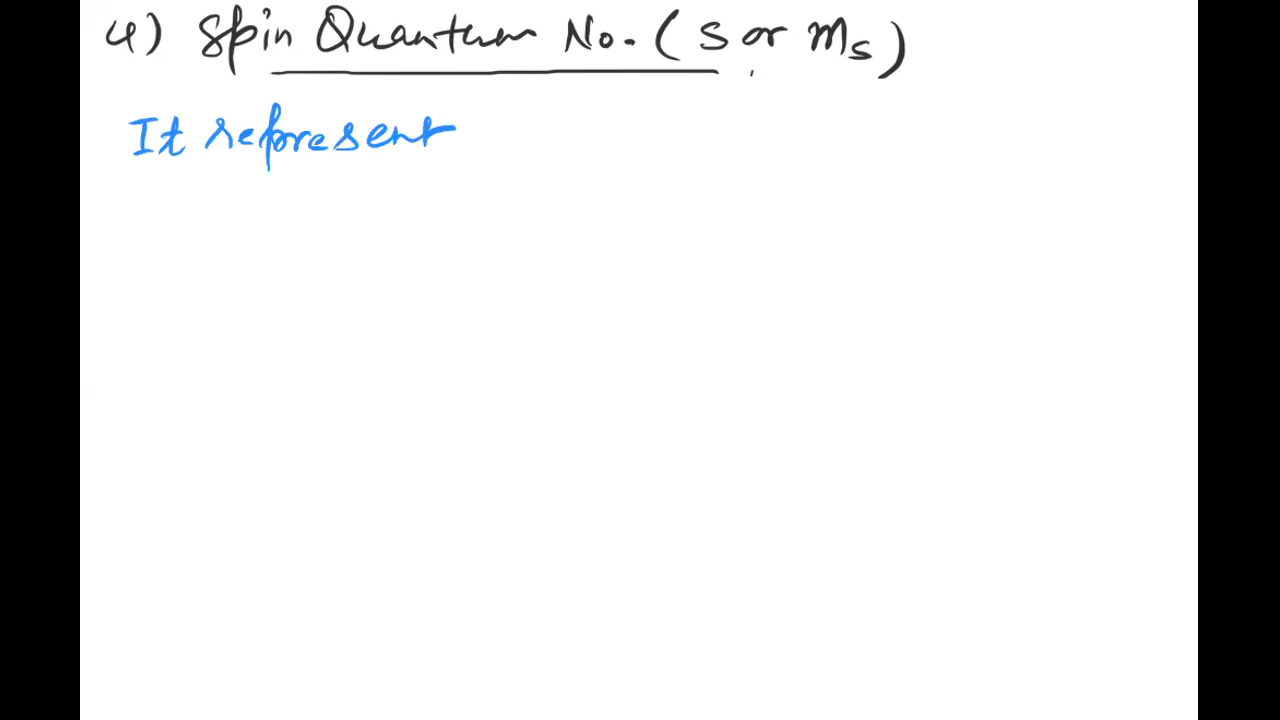 4) Spin Quantum No. (s or ms)
It represent